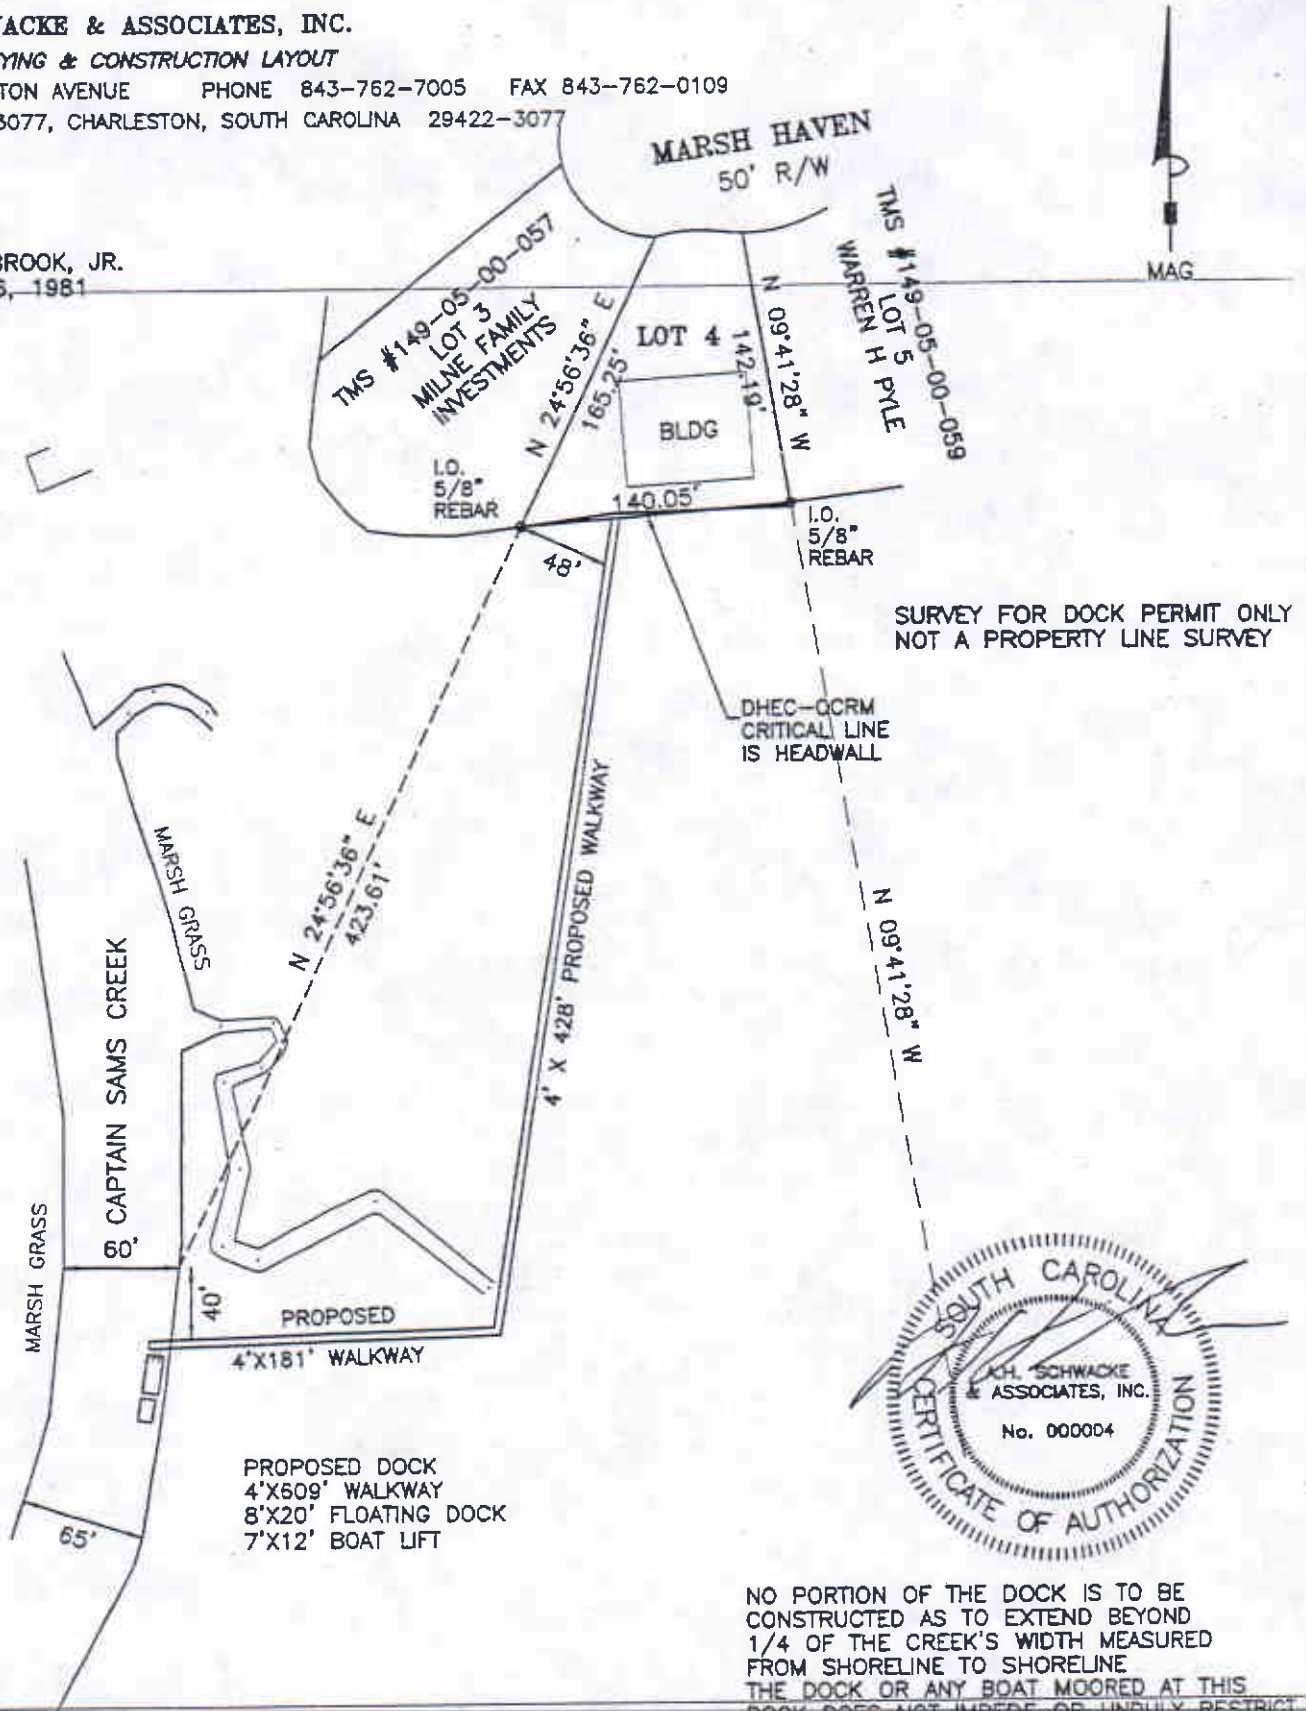 & ASSOCIATES, INC.
& CONSTRUCTION LAYOUT
AVENUE PHONE 843-762-7005 FAX 843-762-0109
3077, CHARLESTON, SOUTH CAROLINA 29422-3077
MARSH HAVEN
50' R/W
MAG
JR.
1981
TMS #149-05-00-057
LOT 3
MILNE FAMILY
INVESTMENTS
N 24°56'36" E
165.25'
LOT 4
BLDG
142.19'
N 09°41'28" W
TMS #149-05-00-059
LOT 5
WARREN H PYLE
I.O.
5/8"
REBAR
140.05'
I.O.
5/8"
REBAR
48'
SURVEY FOR DOCK PERMIT ONLY
NOT A PROPERTY LINE SURVEY
DHEC-OCRM
CRITICAL LINE
IS HEADWALL
MARSH GRASS
N 24°56'36" E
423.61'
4' X 428' PROPOSED WALKWAY
N 09°41'28" W
CAPTAIN SAMS CREEK
MARSH GRASS
60'
40'
PROPOSED
4'X181' WALKWAY
65'
PROPOSED DOCK
4'X609' WALKWAY
8'X20' FLOATING DOCK
7'X12' BOAT LIFT
SOUTH CAROLINA
SCHWACKE
& ASSOCIATES, INC.
No. 000004
CERTIFICATE OF AUTHORIZATION
NO PORTION OF THE DOCK IS TO BE
CONSTRUCTED AS TO EXTEND BEYOND
1/4 OF THE CREEK'S WIDTH MEASURED
FROM SHORELINE TO SHORELINE
THE DOCK OR ANY BOAT MOORED AT THIS
DOCK DOES NOT IMPEDE OR UNDULY RESTRICT